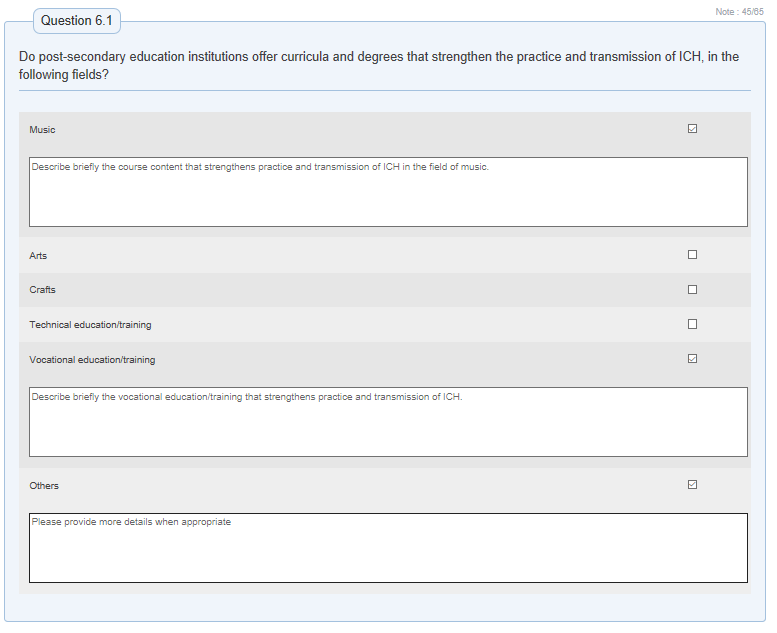 Note : 45/65
Question 6.1
Do post-secondary education institutions offer curricula and degrees that strengthen the practice and transmission of ICH, in the
following fields?
Music
Describe briefly the course content that strengthens practice and transmission of ICH in the field of music.
Arts
Crafts
Technical education/training
Vocational education/training
Describe briefly the vocational education/training that strengthens practice and transmission of ICH.
Others
Please provide more details when appropriate